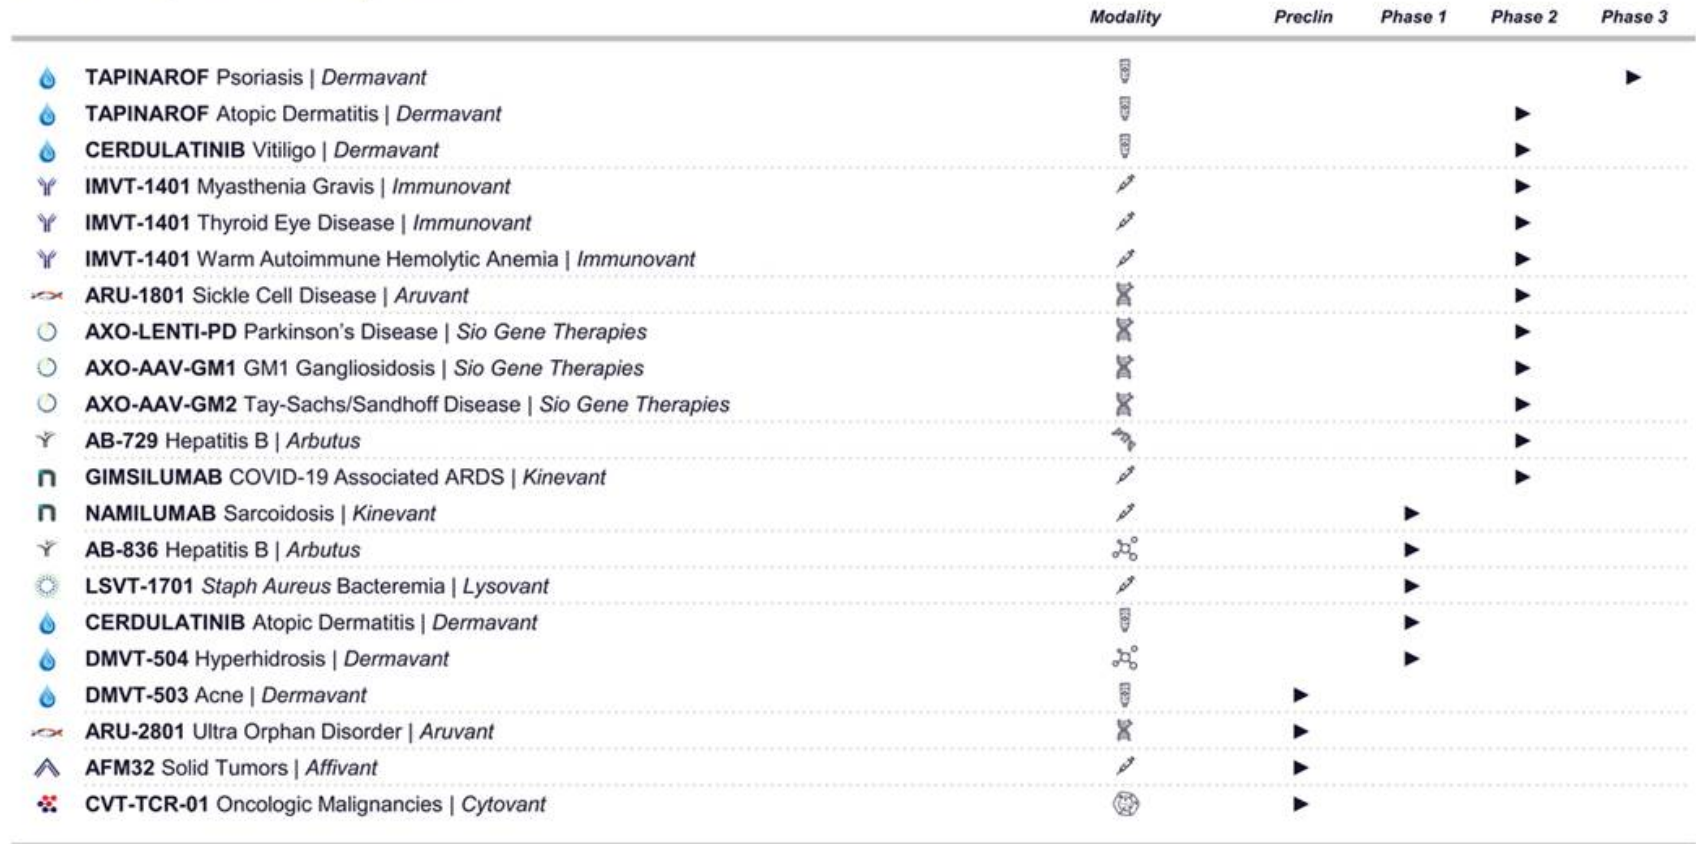 Modality Preclin Phase 1 Phase 2 Phase 3
TAPINAROF Psoriasis | Dermavant
TAPINAROF Atopic Dermatitis | Dermavant
CERDULATINIB Vitiligo | Dermavant
IMVT-1401 Myasthenia Gravis | Immunovant
IMVT-1401 Thyroid Eye Disease | Immunovant
IMVT-1401 Warm Autoimmune Hemolytic Anemia | Immunovant
ARU-1801 Sickle Cell Disease | Aruvant
AXO-LENTI-PD Parkinson's Disease | Sio Gene Therapies
AXO-AAV-GM1 GM1 Gangliosidosis | Sio Gene Therapies
AXO-AAV-GM2 Tay-Sachs/Sandhoff Disease | Sio Gene Therapies
AB-729 Hepatitis B | Arbutus
GIMSILUMAB COVID-19 Associated ARDS | Kinevant
NAMILUMAB Sarcoidosis | Kinevant
AB-836 Hepatitis B | Arbutus
LSVT-1701 Staph Aureus Bacteremia | Lysovant
CERDULATINIB Atopic Dermatitis | Dermavant
DMVT-504 Hyperhidrosis | Dermavant
DMVT-503 Acne | Dermavant
ARU-2801 Ultra Orphan Disorder | Aruvant
AFM32 Solid Tumors | Affivant
CVT-TCR-01 Oncologic Malignancies | Cytovant